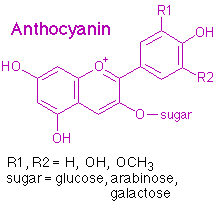 R1
Anthocyanin
OH
HO
O+
R2
O—sugar
OH
R1, R2 = H, OH, OCH₃
sugar = glucose, arabinose,
galactose